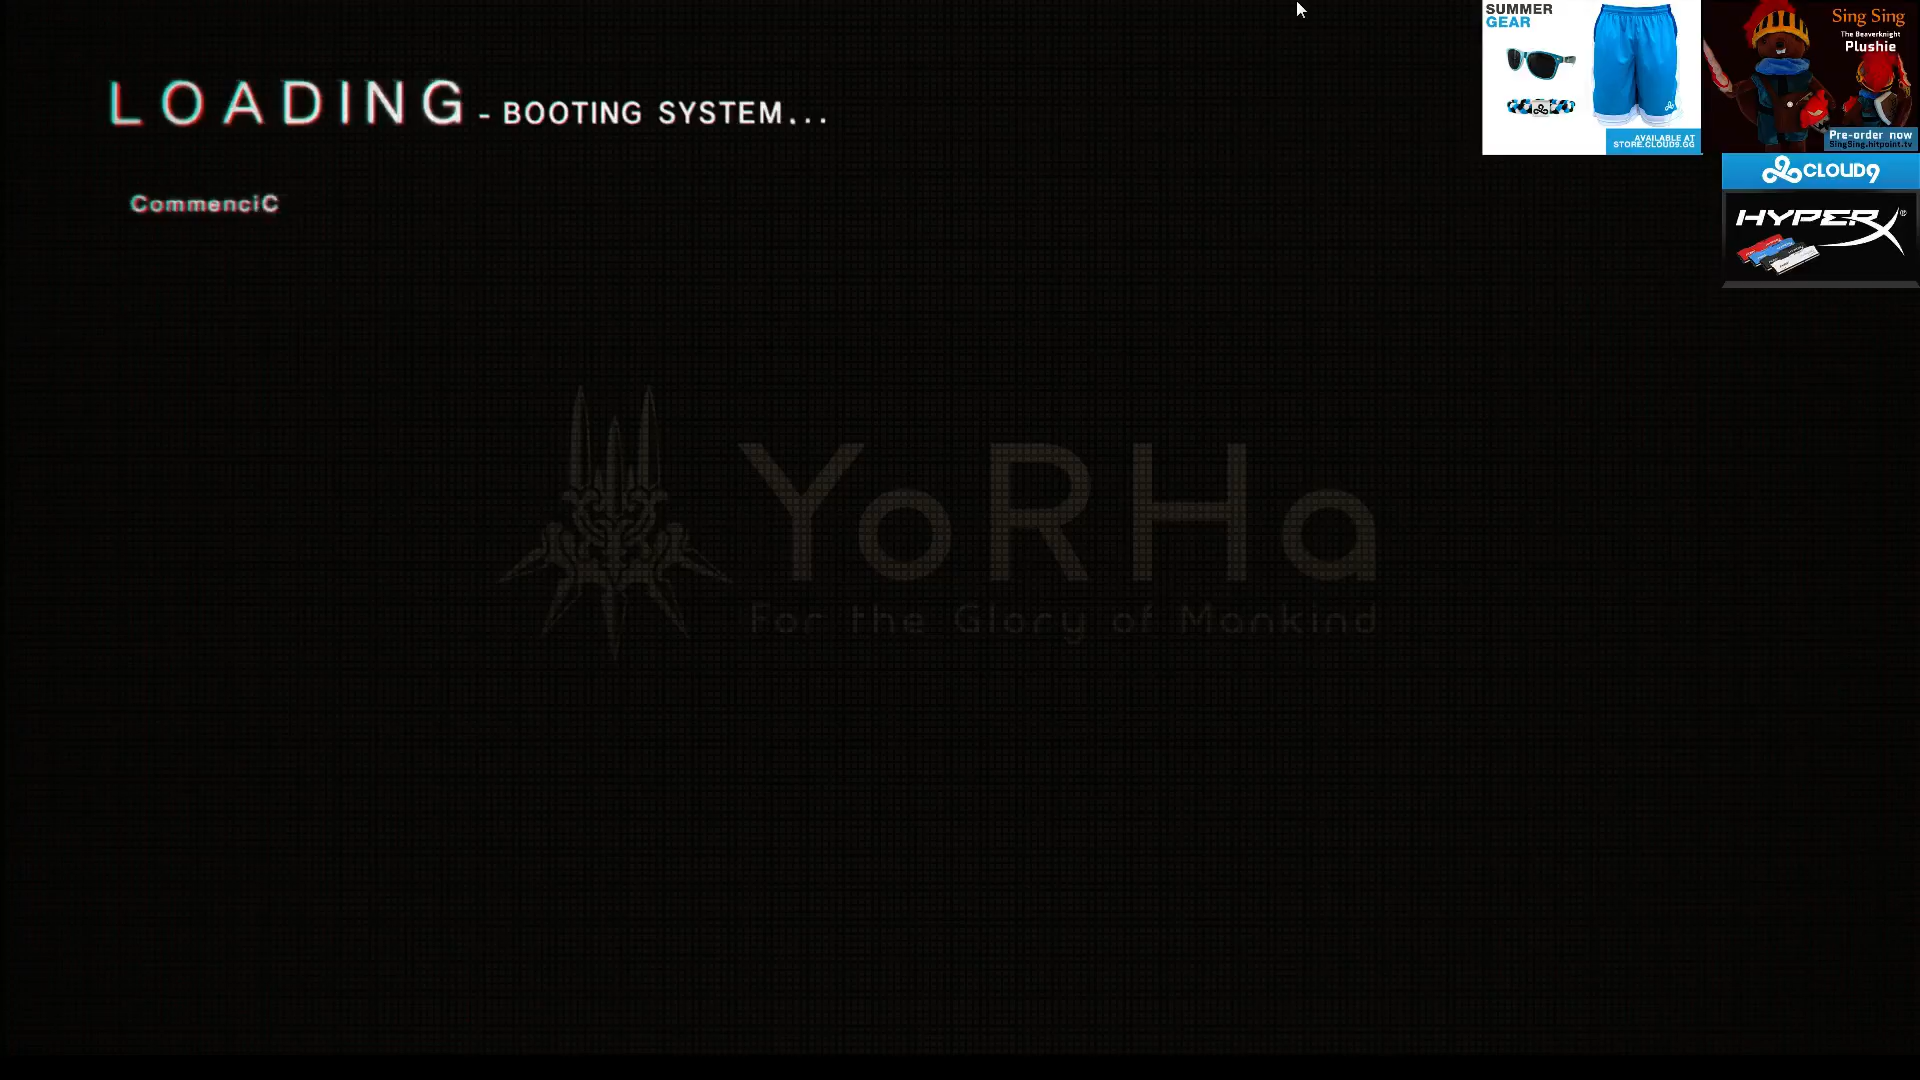 LOADING - BOOTING SYSTEM...
CommenciC
YoRHa
For the Glory of Mankind
SUMMER
GEAR
AVAILABLE AT
STORE.CLOUD9.GG
Sing Sing
The Beaverknight
Plushie
Pre-order now
SingSing.hitpoint.tv
CLOUD9
HYPERX®